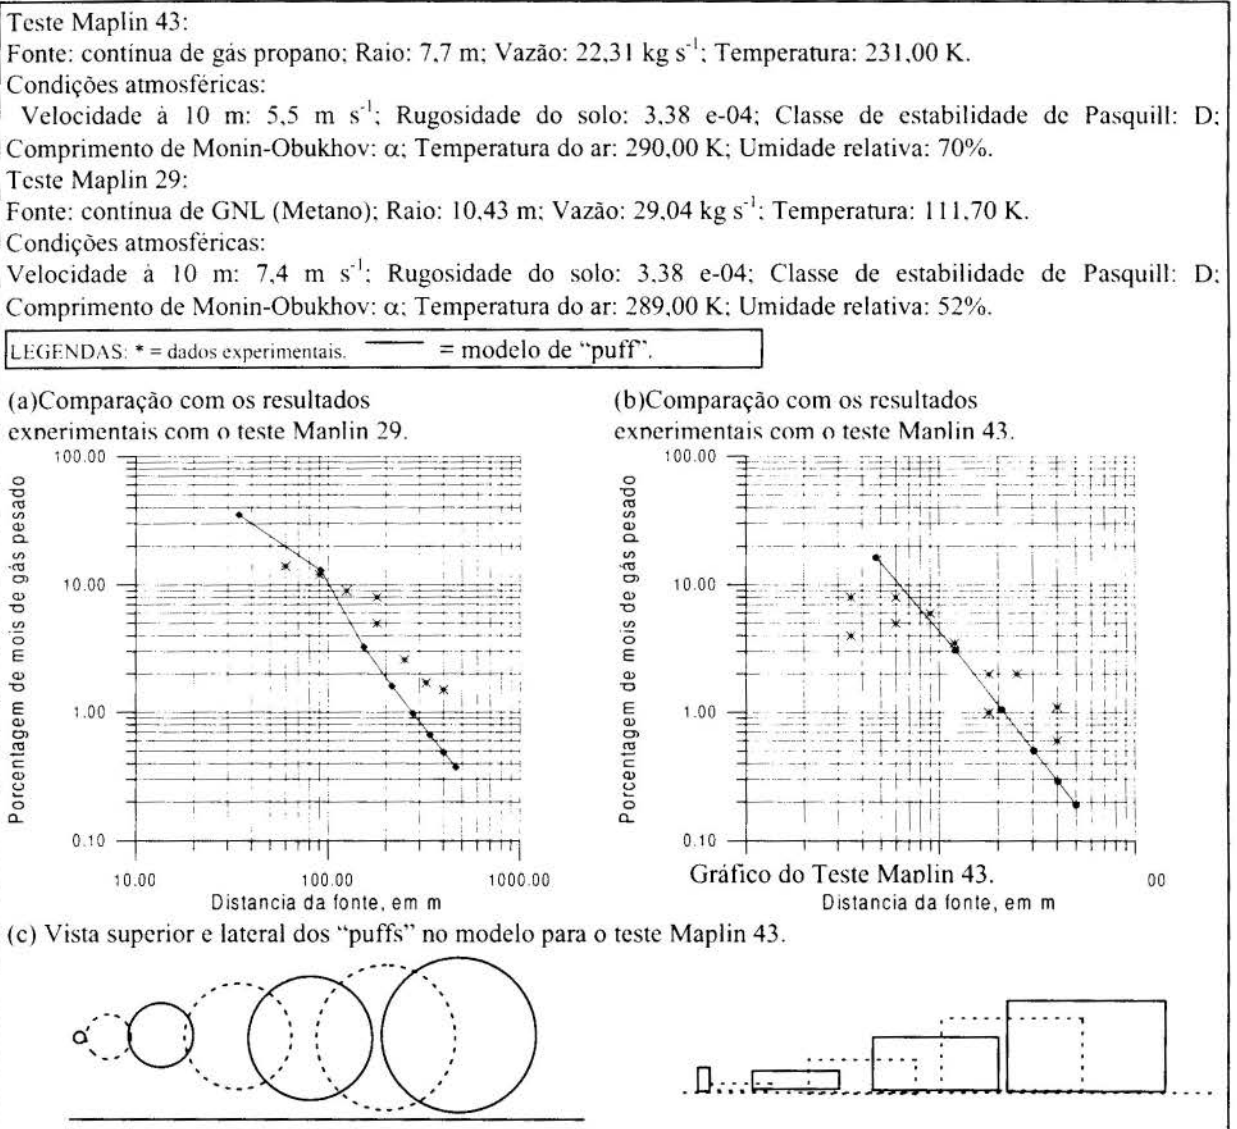 Teste Maplin 43:
Fonte: contínua de gás propano; Raio: 7,7 m; Vazão: 22,31 kg s⁻¹; Temperatura: 231,00 K.
Condições atmosféricas:
Velocidade à 10 m: 5,5 m s⁻¹; Rugosidade do solo: 3,38 e-04; Classe de estabilidade de Pasquill: D;
Comprimento de Monin-Obukhov: α; Temperatura do ar: 290,00 K; Umidade relativa: 70%.
Teste Maplin 29:
Fonte: contínua de GNL (Metano); Raio: 10,43 m; Vazão: 29,04 kg s⁻¹; Temperatura: 111,70 K.
Condições atmosféricas:
Velocidade à 10 m: 7,4 m s⁻¹; Rugosidade do solo: 3,38 e-04; Classe de estabilidade de Pasquill: D;
Comprimento de Monin-Obukhov: α; Temperatura do ar: 289,00 K; Umidade relativa: 52%.
LEGENDAS: * = dados experimentais. = modelo de “puff”.
(a)Comparação com os resultados
experimentais com o teste Maplin 29.
(b)Comparação com os resultados
experimentais com o teste Maplin 43.
Porcentagem de mois de gás pesado
100.00
10.00
1.00
0.10
10.00 100.00 1000.00
Distancia da fonte, em m
Porcentagem de mois de gás pesado
100.00
10.00
1.00
0.10
Gráfico do Teste Maplin 43. 00
Distancia da fonte, em m
(c) Vista superior e lateral dos “puffs” no modelo para o teste Maplin 43.